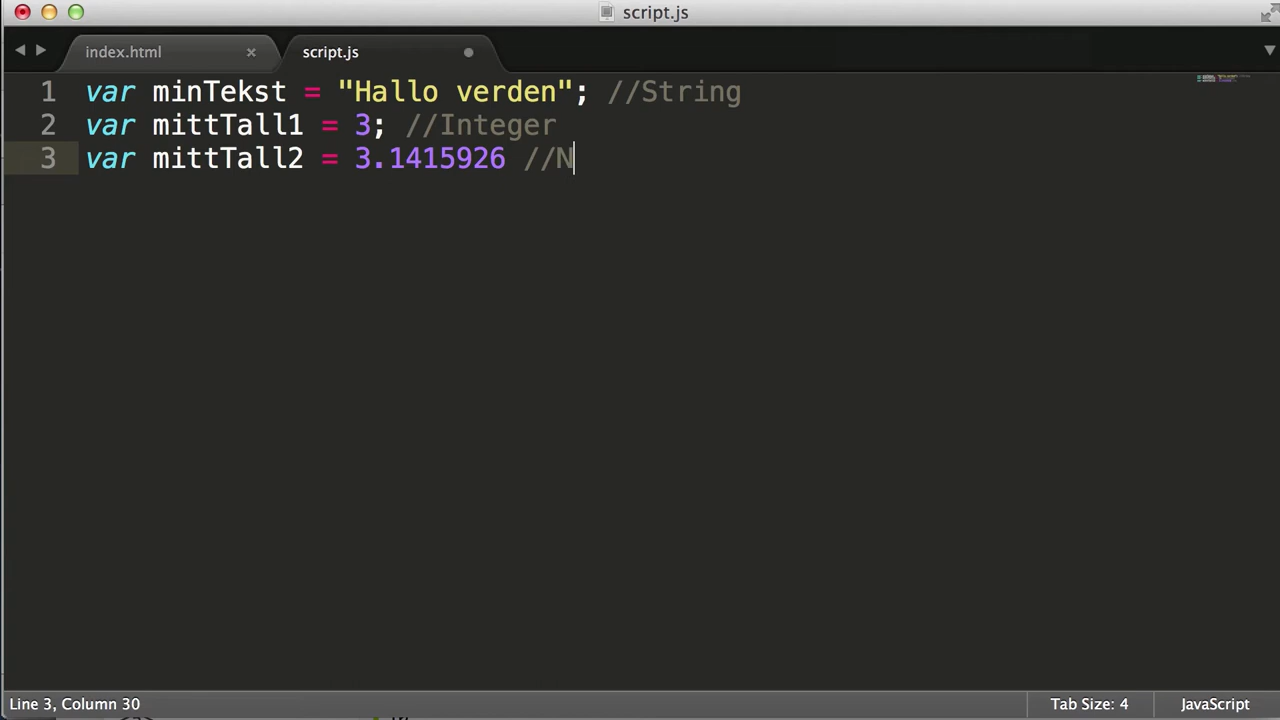 script.js
index.html × script.js
1 var minTekst = "Hallo verden"; //String
2 var mittTall1 = 3; //Integer
3 var mittTall2 = 3.1415926 //N
Line 3, Column 30 Tab Size: 4 JavaScript